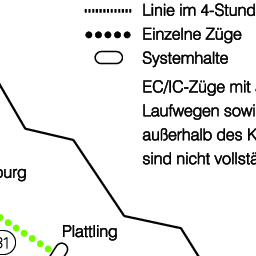 Linie im 4-Stund
Einzelne Züge
Systemhalte
EC/IC-Züge mit
Laufwegen sowi
außerhalb des K
sind nicht vollstä
burg
Plattling
31